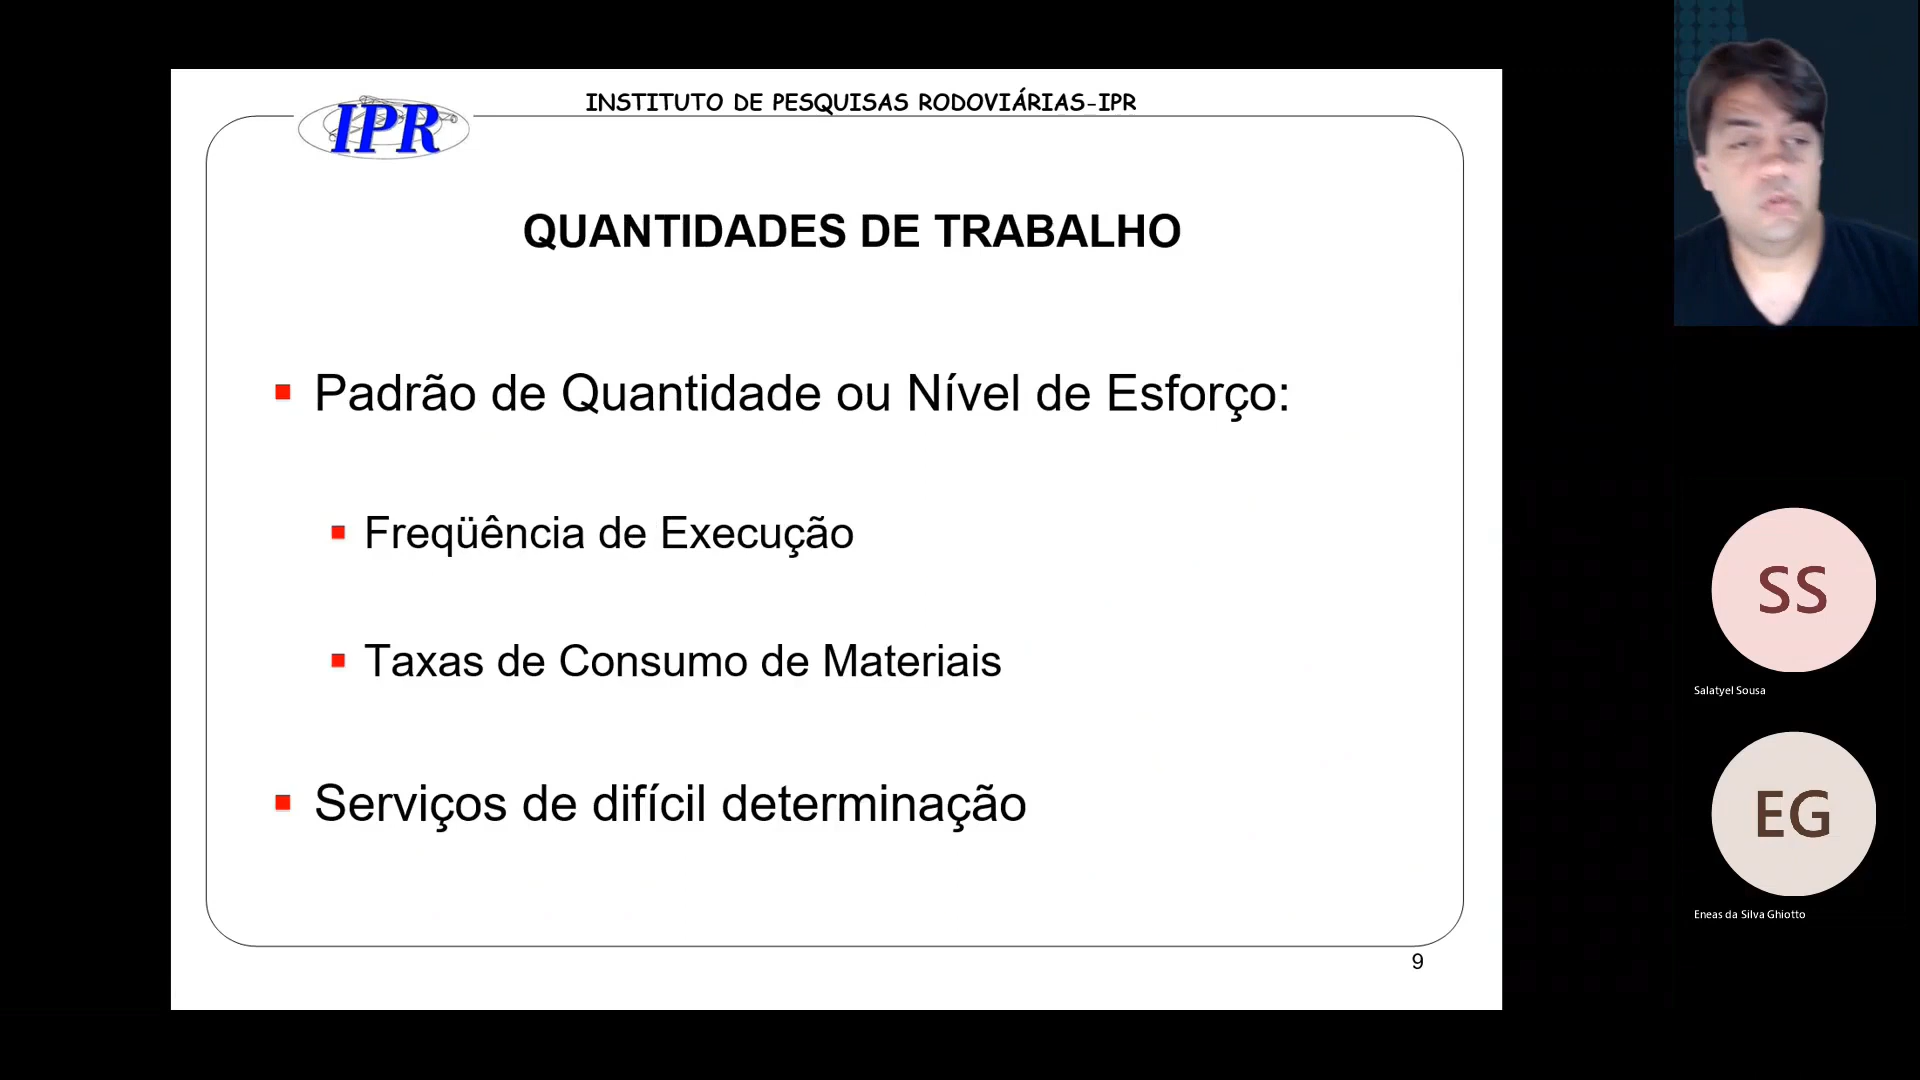 INSTITUTO DE PESQUISAS RODOVIÁRIAS-IPR
IPR
QUANTIDADES DE TRABALHO
Padrão de Quantidade ou Nível de Esforço:
Freqüência de Execução
Taxas de Consumo de Materiais
Serviços de difícil determinação
9
SS
Salatyel Sousa
EG
Eneas da Silva Ghiotto